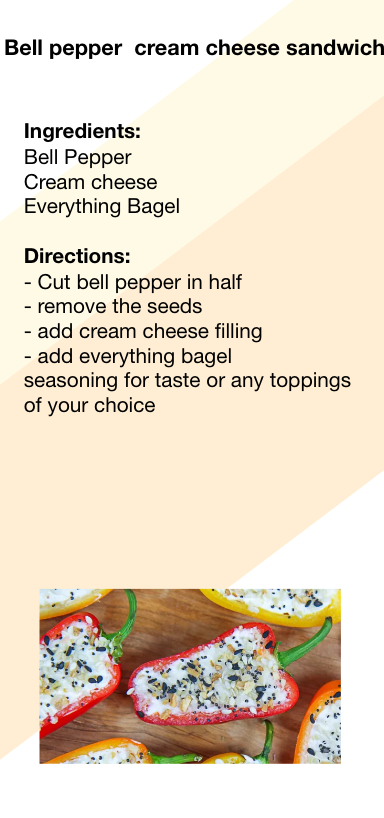 Bell pepper  cream cheese sandwich
Ingredients:
Bell Pepper
Cream cheese
Everything Bagel
Directions:
- Cut bell pepper in half
- remove the seeds
- add cream cheese filling
- add everything bagel
seasoning for taste or any toppings
of your choice